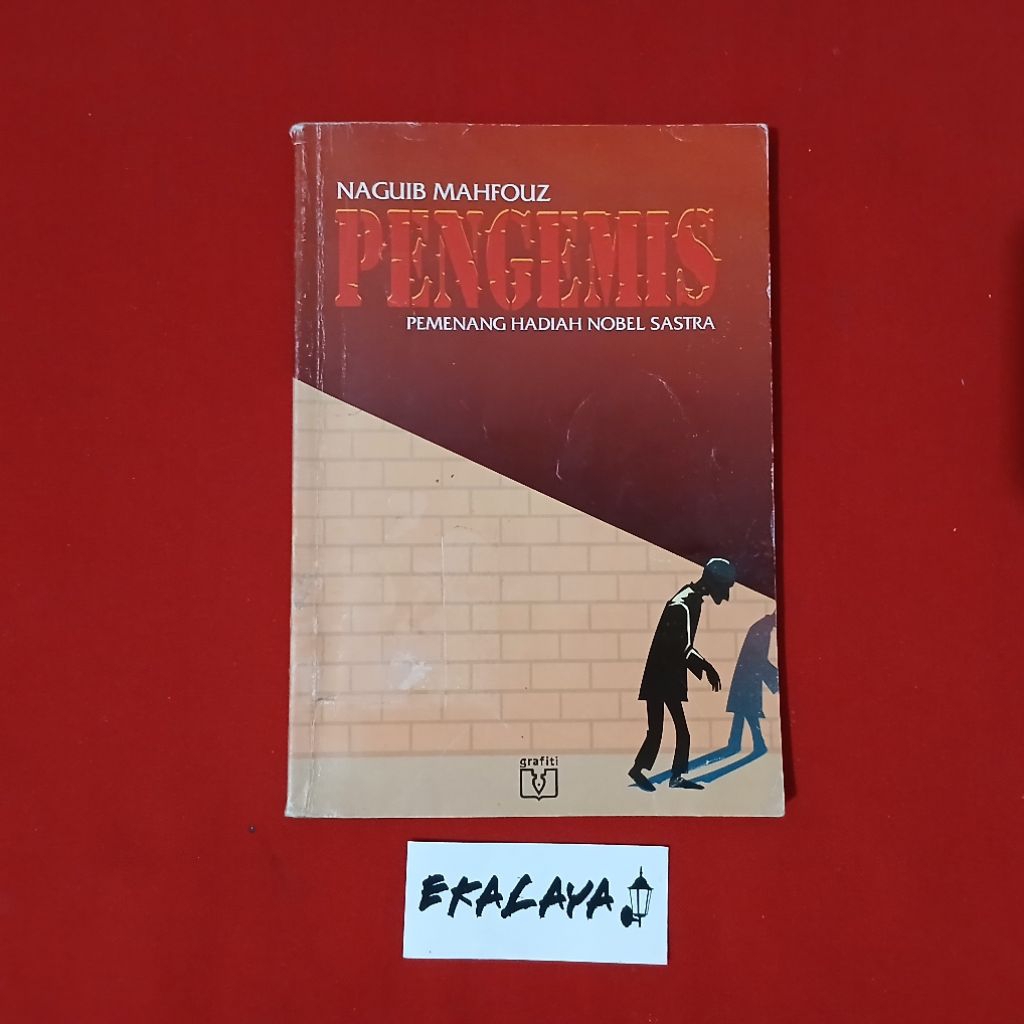 NAGUIB MAHFOUZ
PENGEMIS
PEMENANG HADIAH NOBEL SASTRA
grafiti
EKALAYA